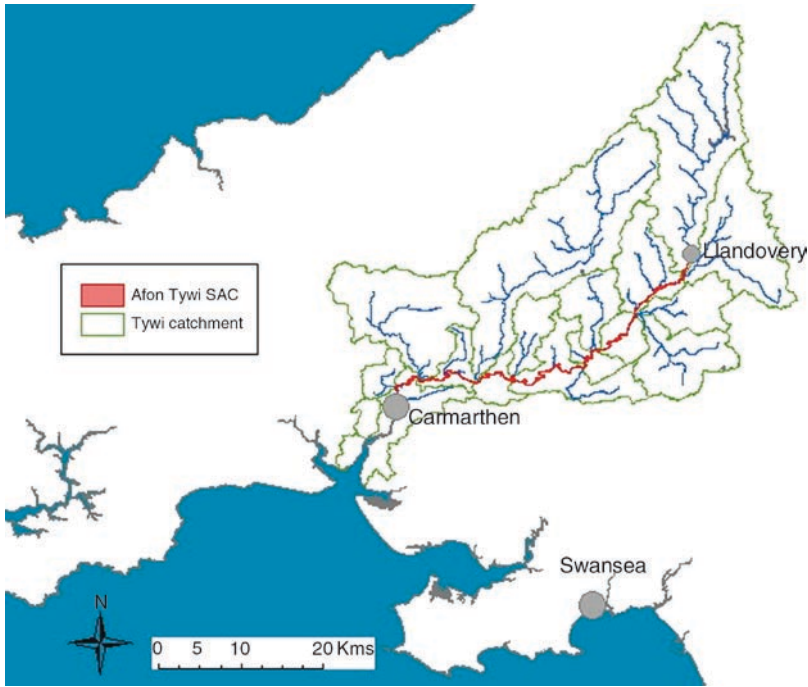 Llandovery
Afon Tywi SAC
Tywi catchment
Carmarthen
Swansea
N
0 5 10 20 Kms